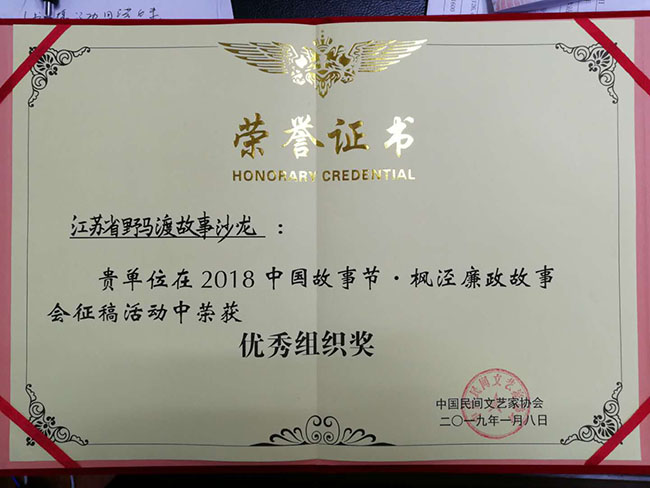 荣誉证书
HONORARY CREDENTIAL
江苏省野马渡故事沙龙：
贵单位在2018中国故事节·枫泾廉政故事
会征稿活动中荣获
优秀组织奖
中国民间文艺家协会
二〇一九年一月八日